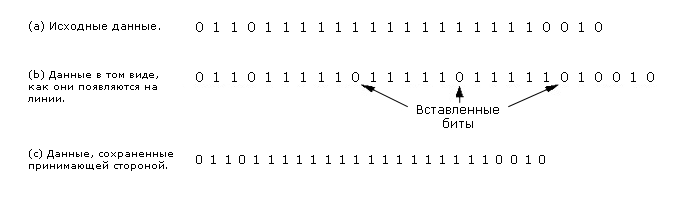 (a) Исходные данные.
0 1 1 0 1 1 1 1 1 1 1 1 1 1 1 1 1 1 1 1 0 0 1 0
(b) Данные в том виде,
как они появляются на
линии.
0 1 1 0 1 1 1 1 1 0 1 1 1 1 1 0 1 1 1 1 1 0 1 0 0 1 0
Вставленные
биты
(c) Данные, сохраненные
принимающей стороной.
0 1 1 0 1 1 1 1 1 1 1 1 1 1 1 1 1 1 1 1 1 0 0 1 0